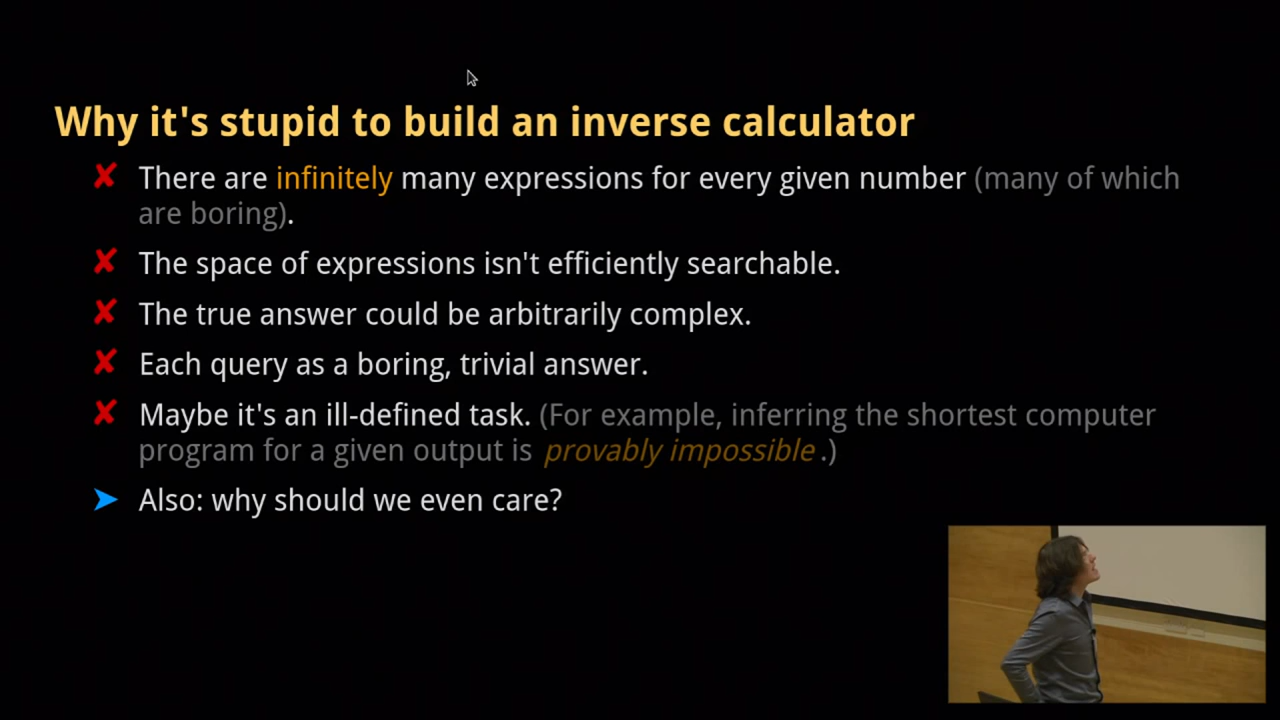 Why it's stupid to build an inverse calculator
✘ There are infinitely many expressions for every given number (many of which
are boring).
✘ The space of expressions isn't efficiently searchable.
✘ The true answer could be arbitrarily complex.
✘ Each query as a boring, trivial answer.
✘ Maybe it's an ill-defined task. (For example, inferring the shortest computer
program for a given output is provably impossible.)
➤ Also: why should we even care?